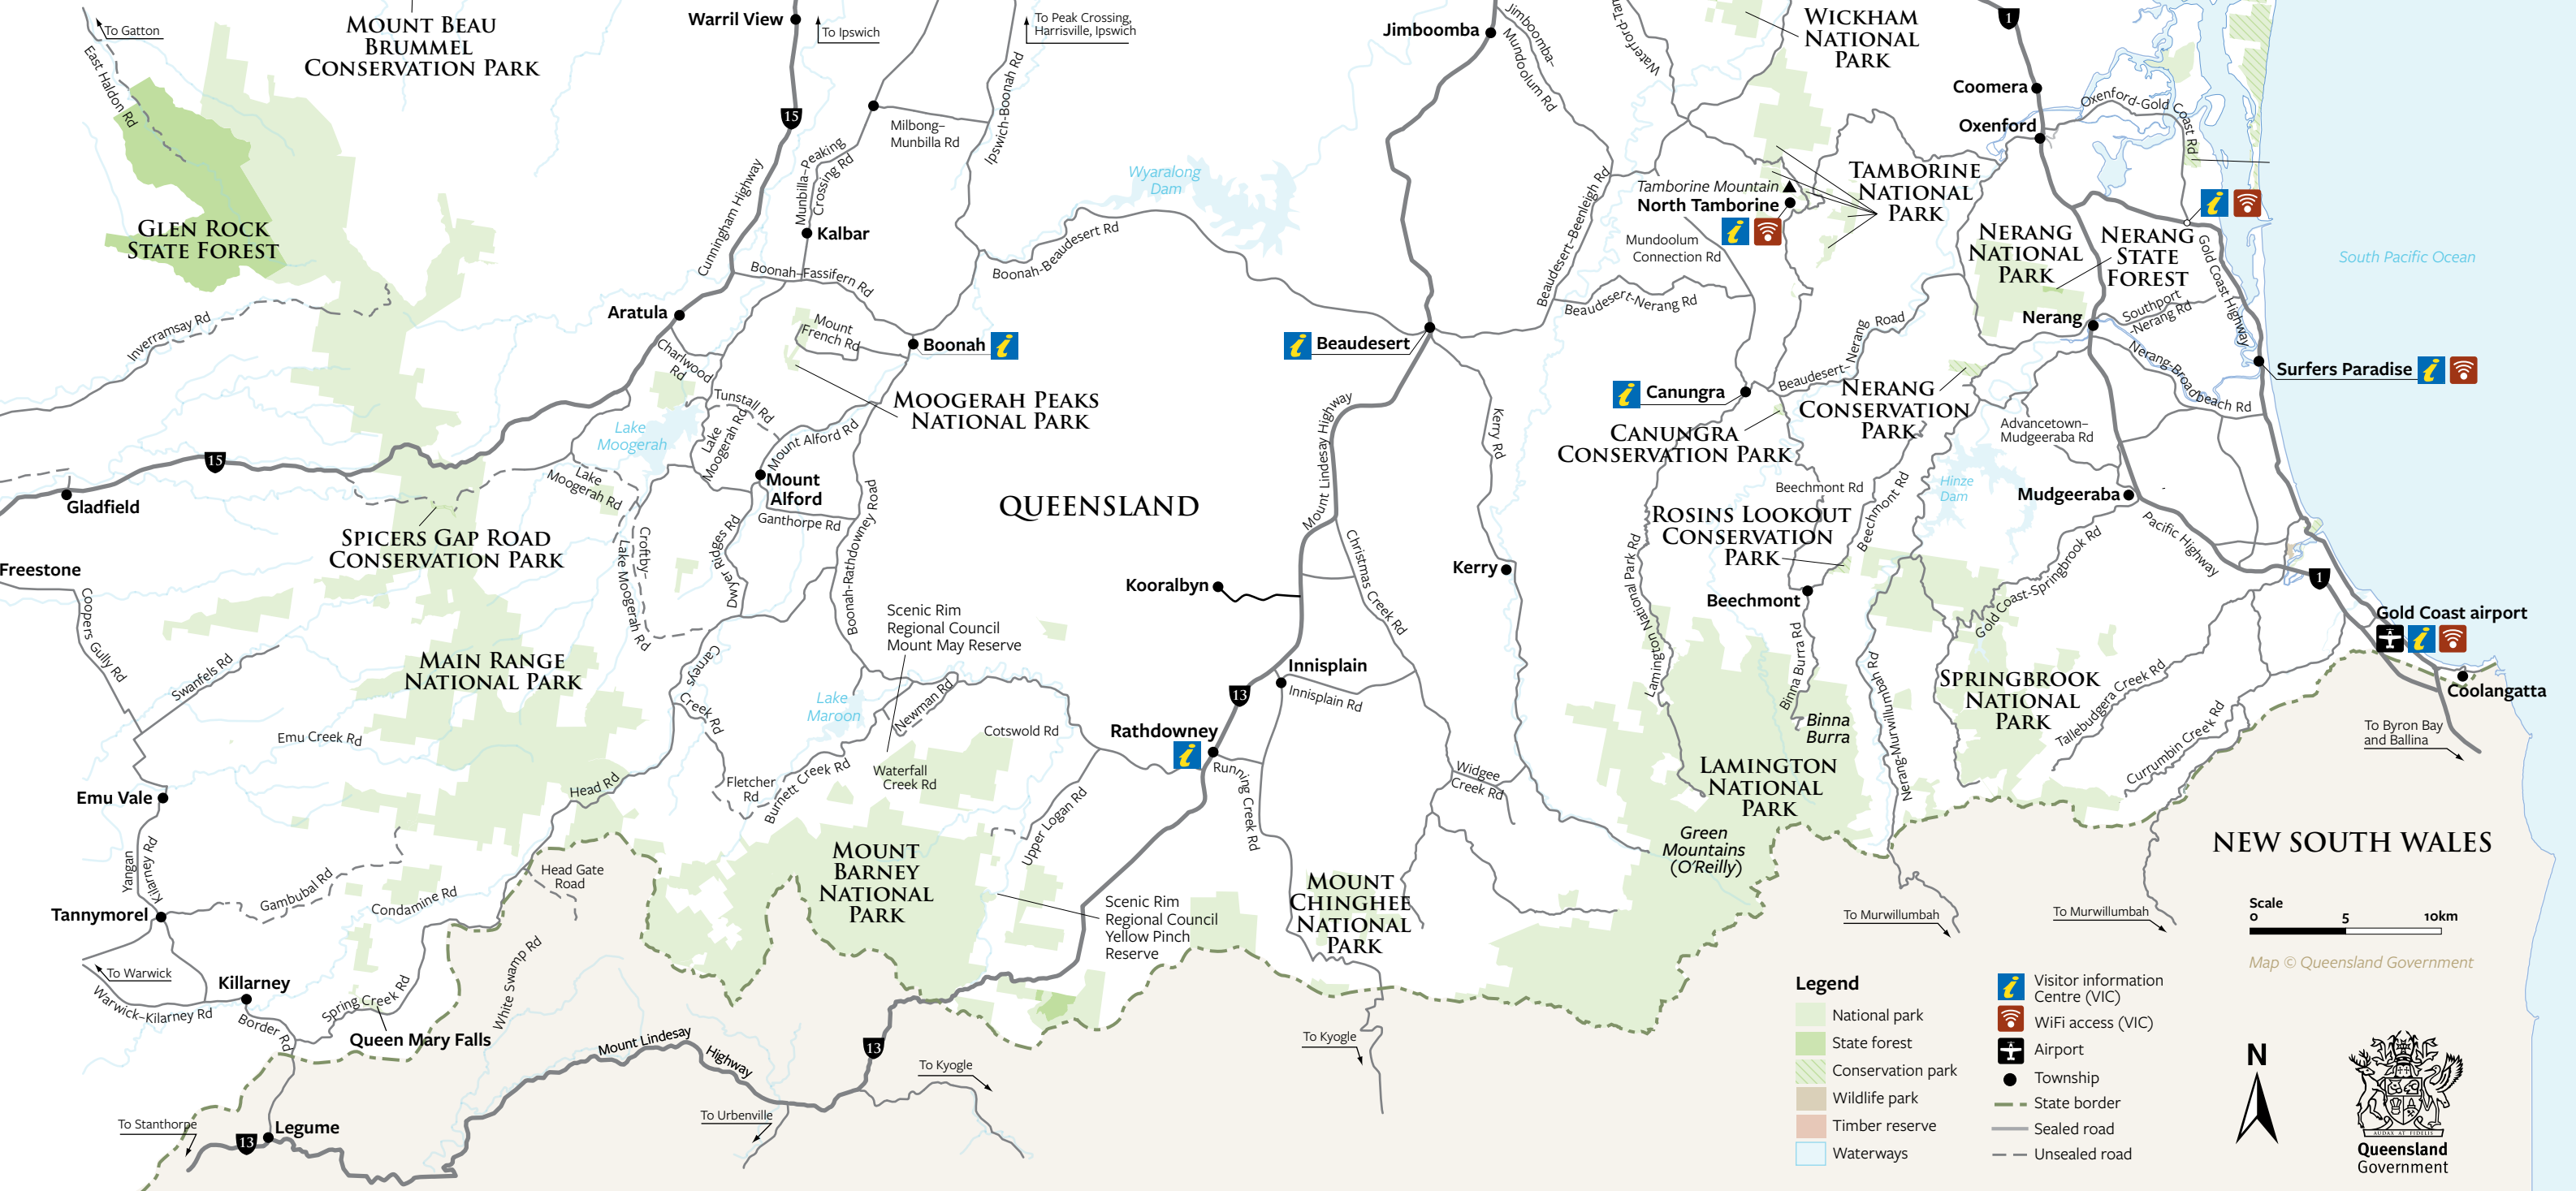 To Gatton
East Haldon Rd
MOUNT BEAU
BRUMMEL
CONSERVATION PARK
Warril View
To Ipswich
To Peak Crossing,
Harrisville, Ipswich
Ipswich-Boonah Rd
15
Milbong–
Munbilla Rd
Munbilla–Peaking
Crossing Rd
Cunningham Highway
Kalbar
GLEN ROCK
STATE FOREST
Inverramsay Rd
Aratula
Boonah–Fassifern Rd
Mount
French Rd
Boonah
Boonah-Beaudesert Rd
Wyaralong
Dam
Jimboomba
Jimboomba–
Mundoolum Rd
Waterford-Tam
WICKHAM
NATIONAL
PARK
1
Coomera
Oxenford-Gold
Coast Rd
Oxenford
TAMBORINE
NATIONAL
PARK
Tamborine Mountain
North Tamborine
Mundoolum
Connection Rd
Beaudesert–Benleigh Rd
Beaudesert-Nerang Rd
NERANG
NATIONAL
PARK
NERANG
STATE
FOREST
Gold Coast Highway
Southport
-Nerang Rd
Nerang
South Pacific Ocean
Beaudesert
Surfers Paradise
Nerang-Broadbeach Rd
Beaudesert–Nerang Road
Canungra
NERANG
CONSERVATION
PARK
CANUNGRA
CONSERVATION PARK
Advancetown–
Mudgeeraba Rd
Charlwood
Rd
Tunstall Rd
Lake
Moogerah
Lake
Moogerah Rd
Mount Alford Rd
MOOGERAH PEAKS
NATIONAL PARK
Mount
Alford
Ganthorpe Rd
15
Gladfield
Lake
Moogerah Rd
SPICERS GAP ROAD
CONSERVATION PARK
Croftby–
Lake Moogerah Rd
Dwyer Ridges Rd
Boonah-Rathdowney Road
QUEENSLAND
Mount Lindesay Highway
Kerry Rd
Christmas Creek Rd
Kooralbyn
Kerry
Lamington National Park Rd
Beechmont Rd
ROSINS LOOKOUT
CONSERVATION
PARK
Beechmont Rd
Hinze
Dam
Mudgeeraba
Pacific Highway
Gold Coast-Springbrook Rd
Beechmont
1
Gold Coast airport
Coolangatta
To Byron Bay
and Ballina
Freestone
Coopers Gully Rd
Swanfels Rd
MAIN RANGE
NATIONAL PARK
Emu Creek Rd
Emu Vale
Yangan
Kilarney Rd
Scenic Rim
Regional Council
Mount May Reserve
Carneys
Creek Rd
Lake
Maroon
Newman Rd
Cotswold Rd
Fletcher
Rd
Burnett Creek Rd
Waterfall
Creek Rd
Head Rd
Innisplain
Innisplain Rd
13
Rathdowney
Running Creek Rd
Upper Logan Rd
Widgee
Creek Rd
Binna Burra Rd
Binna
Burra
Nerang-Murwillumbah Rd
SPRINGBROOK
NATIONAL
PARK
Tallebudgera Creek Rd
Currumbin Creek Rd
LAMINGTON
NATIONAL
PARK
Green
Mountains
(O'Reilly)
NEW SOUTH WALES
Tannymorel
Gambubal Rd
Condamine Rd
Head Gate
Road
MOUNT
BARNEY
NATIONAL
PARK
Scenic Rim
Regional Council
Yellow Pinch
Reserve
MOUNT
CHINGHEE
NATIONAL
PARK
To Murwillumbah
To Murwillumbah
To Warwick
Warwick–Kilarney Rd
Killarney
Border Rd
Spring Creek Rd
Queen Mary Falls
White Swamp Rd
Mount Lindesay
Highway
13
To Kyogle
To Kyogle
To Urbenville
To Stanthorpe
13
Legume
Scale
0 5 10km
Map © Queensland Government
Legend
National park
State forest
Conservation park
Wildlife park
Timber reserve
Waterways
Visitor information
Centre (VIC)
WiFi access (VIC)
Airport
Township
State border
Sealed road
Unsealed road
N
AUDAX AT FIDELIS
Queensland
Government